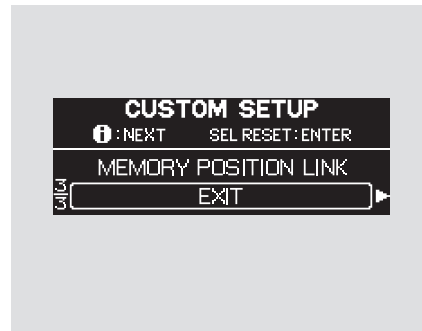 CUSTOM SETUP
i:NEXT SEL RESET:ENTER
MEMORY POSITION LINK
3/3
EXIT